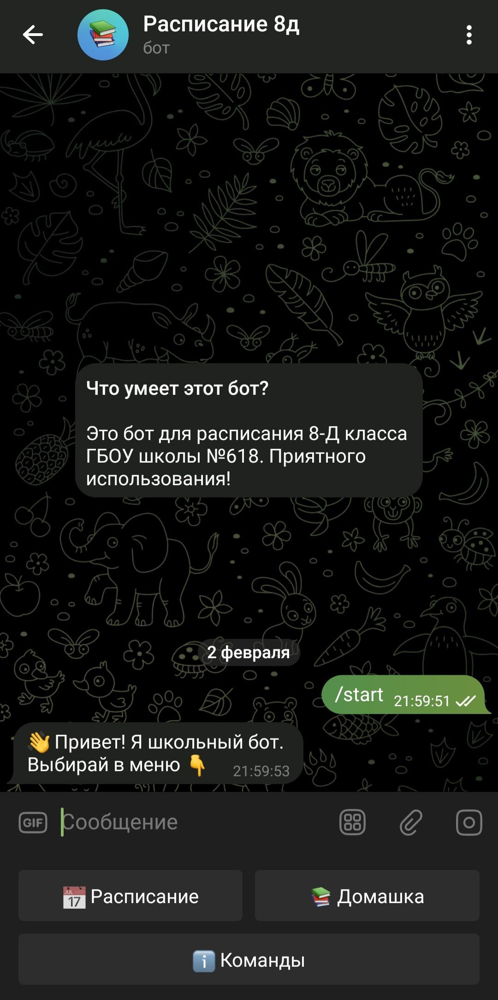 Расписание 8д
бот
Что умеет этот бот?
Это бот для расписания 8-Д класса
ГБОУ школы №618. Приятного
использования!
2 февраля
/start 21:59:51
👋 Привет! Я школьный бот.
Выбирай в меню 👇 21:59:53
GIF Сообщение
📅 Расписание
📚 Домашка
ℹ️ Команды